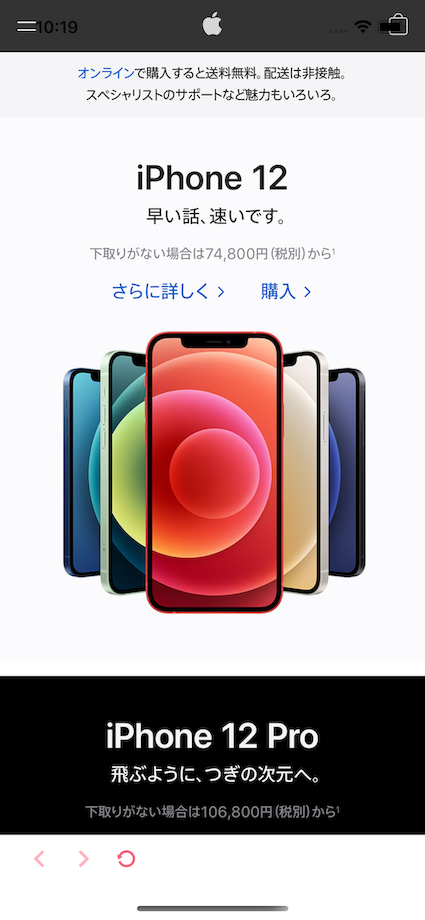 10:19
オンラインで購入すると送料無料。配送は非接触。
スペシャリストのサポートなど魅力もいろいろ。
iPhone 12
早い話、速いです。
下取りがない場合は74,800円(税別)から¹
さらに詳しく >
購入 >
iPhone 12 Pro
飛ぶように、つぎの次元へ。
下取りがない場合は106,800円(税別)から¹